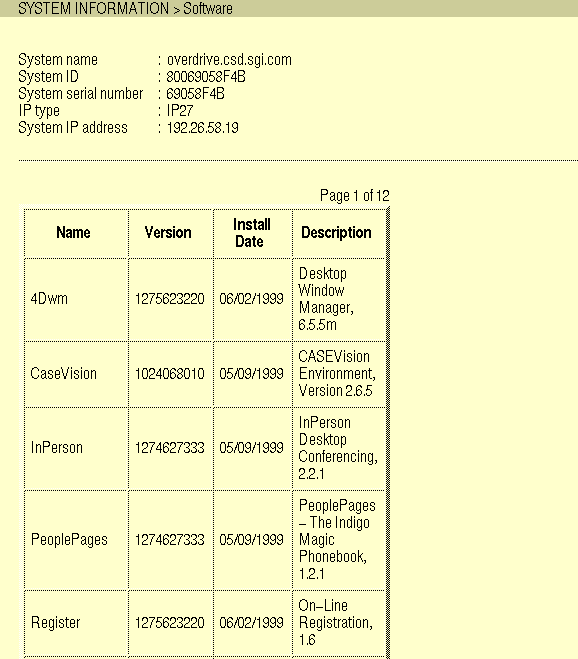 SYSTEM INFORMATION > Software
System name : overdrive.csd.sgi.com
System ID : 80069058F4B
System serial number : 69058F4B
IP type : IP27
System IP address : 192.26.58.19
Page 1 of 12
Name Version Install Date Description
4Dwm 1275623220 06/02/1999 Desktop
Window
Manager,
6.5.5m
CaseVision 1024068010 05/09/1999 CASEVision
Environment,
Version 2.6.5
InPerson 1274627333 05/09/1999 InPerson
Desktop
Conferencing,
2.2.1
PeoplePages 1274627333 05/09/1999 PeoplePages
– The Indigo
Magic
Phonebook,
1.2.1
Register 1275623220 06/02/1999 On–Line
Registration,
1.6